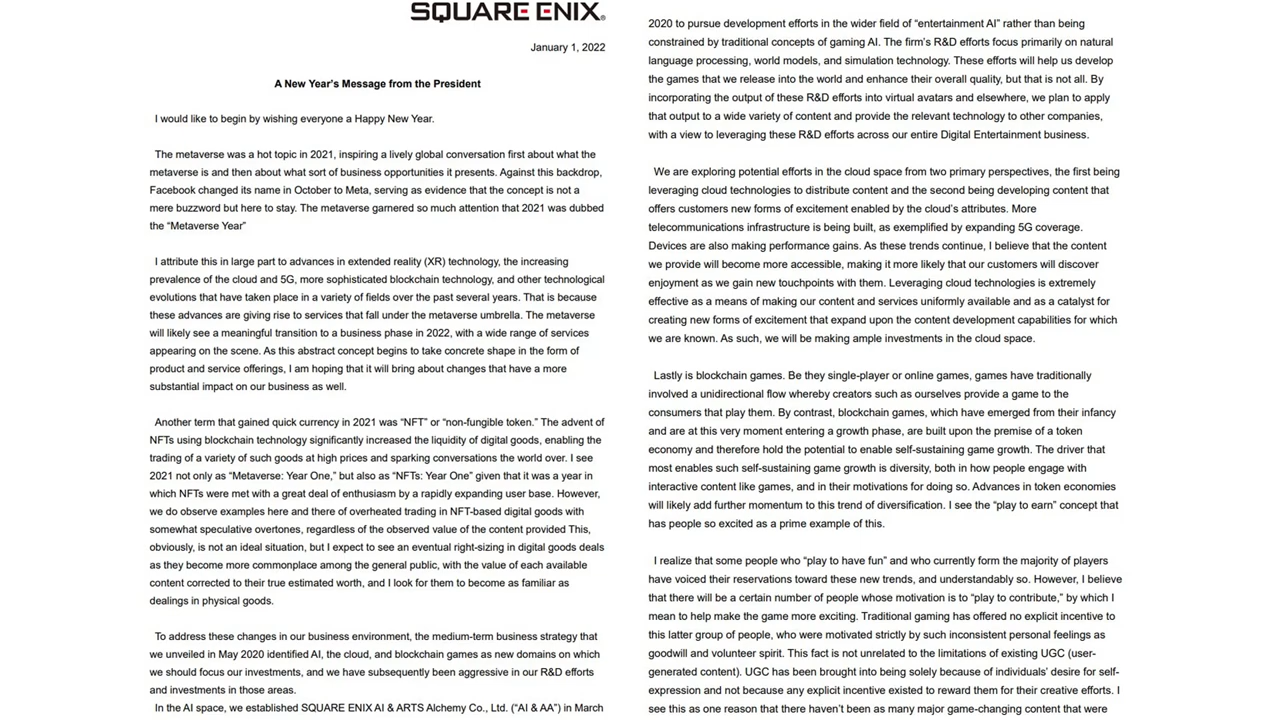 SQUARE ENIX®
January 1, 2022
A New Year's Message from the President
I would like to begin by wishing everyone a Happy New Year.
The metaverse was a hot topic in 2021, inspiring a lively global conversation first about what the
metaverse is and then about what sort of business opportunities it presents. Against this backdrop,
Facebook changed its name in October to Meta, serving as evidence that the concept is not a
mere buzzword but here to stay. The metaverse garnered so much attention that 2021 was dubbed
the “Metaverse Year”
I attribute this in large part to advances in extended reality (XR) technology, the increasing
prevalence of the cloud and 5G, more sophisticated blockchain technology, and other technological
evolutions that have taken place in a variety of fields over the past several years. That is because
these advances are giving rise to services that fall under the metaverse umbrella. The metaverse
will likely see a meaningful transition to a business phase in 2022, with a wide range of services
appearing on the scene. As this abstract concept begins to take concrete shape in the form of
product and service offerings, I am hoping that it will bring about changes that have a more
substantial impact on our business as well.
Another term that gained quick currency in 2021 was “NFT” or “non-fungible token.” The advent of
NFTs using blockchain technology significantly increased the liquidity of digital goods, enabling the
trading of a variety of such goods at high prices and sparking conversations the world over. I see
2021 not only as “Metaverse: Year One,” but also as “NFTs: Year One” given that it was a year in
which NFTs were met with a great deal of enthusiasm by a rapidly expanding user base. However,
we do observe examples here and there of overheated trading in NFT-based digital goods with
somewhat speculative overtones, regardless of the observed value of the content provided This,
obviously, is not an ideal situation, but I expect to see an eventual right-sizing in digital goods deals
as they become more commonplace among the general public, with the value of each available
content corrected to their true estimated worth, and I look for them to become as familiar as
dealings in physical goods.
To address these changes in our business environment, the medium-term business strategy that
we unveiled in May 2020 identified AI, the cloud, and blockchain games as new domains on which
we should focus our investments, and we have subsequently been aggressive in our R&D efforts
and investments in those areas.
In the AI space, we established SQUARE ENIX AI & ARTS Alchemy Co., Ltd. (“AI & AA”) in March
2020 to pursue development efforts in the wider field of “entertainment AI” rather than being
constrained by traditional concepts of gaming AI. The firm's R&D efforts focus primarily on natural
language processing, world models, and simulation technology. These efforts will help us develop
the games that we release into the world and enhance their overall quality, but that is not all. By
incorporating the output of these R&D efforts into virtual avatars and elsewhere, we plan to apply
that output to a wide variety of content and provide the relevant technology to other companies,
with a view to leveraging these R&D efforts across our entire Digital Entertainment business.
We are exploring potential efforts in the cloud space from two primary perspectives, the first being
leveraging cloud technologies to distribute content and the second being developing content that
offers customers new forms of excitement enabled by the cloud's attributes. More
telecommunications infrastructure is being built, as exemplified by expanding 5G coverage.
Devices are also making performance gains. As these trends continue, I believe that the content
we provide will become more accessible, making it more likely that our customers will discover
enjoyment as we gain new touchpoints with them. Leveraging cloud technologies is extremely
effective as a means of making our content and services uniformly available and as a catalyst for
creating new forms of excitement that expand upon the content development capabilities for which
we are known. As such, we will be making ample investments in the cloud space.
Lastly is blockchain games. Be they single-player or online games, games have traditionally
involved a unidirectional flow whereby creators such as ourselves provide a game to the
consumers that play them. By contrast, blockchain games, which have emerged from their infancy
and are at this very moment entering a growth phase, are built upon the premise of a token
economy and therefore hold the potential to enable self-sustaining game growth. The driver that
most enables such self-sustaining game growth is diversity, both in how people engage with
interactive content like games, and in their motivations for doing so. Advances in token economies
will likely add further momentum to this trend of diversification. I see the “play to earn” concept that
has people so excited as a prime example of this.
I realize that some people who “play to have fun” and who currently form the majority of players
have voiced their reservations toward these new trends, and understandably so. However, I believe
that there will be a certain number of people whose motivation is to “play to contribute,” by which I
mean to help make the game more exciting. Traditional gaming has offered no explicit incentive to
this latter group of people, who were motivated strictly by such inconsistent personal feelings as
goodwill and volunteer spirit. This fact is not unrelated to the limitations of existing UGC (user-
generated content). UGC has been brought into being solely because of individuals' desire for self-
expression and not because any explicit incentive existed to reward them for their creative efforts. I
see this as one reason that there haven't been as many major game-changing content that were